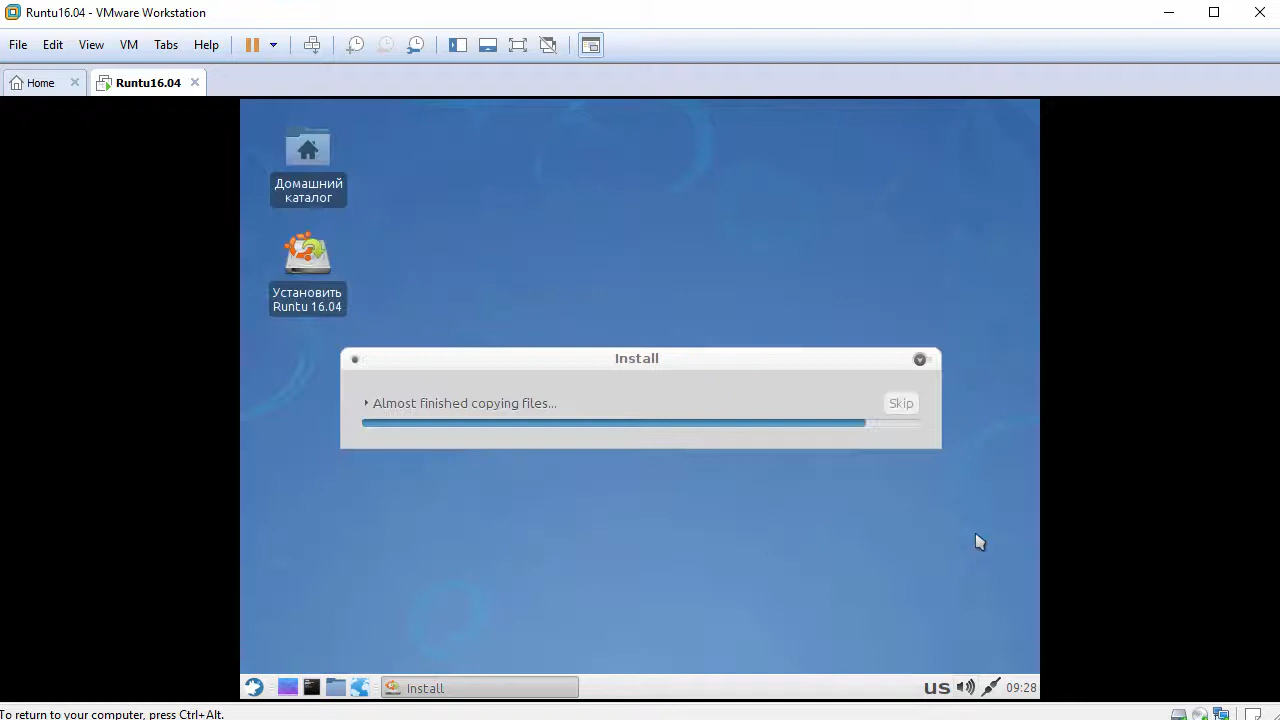 Runtu16.04 - VMware Workstation
File Edit View VM Tabs Help
Home Runtu16.04
Домашний
каталог
Установить
Runtu 16.04
Install
Almost finished copying files...
Skip
Install
us 09:28
To return to your computer, press Ctrl+Alt.